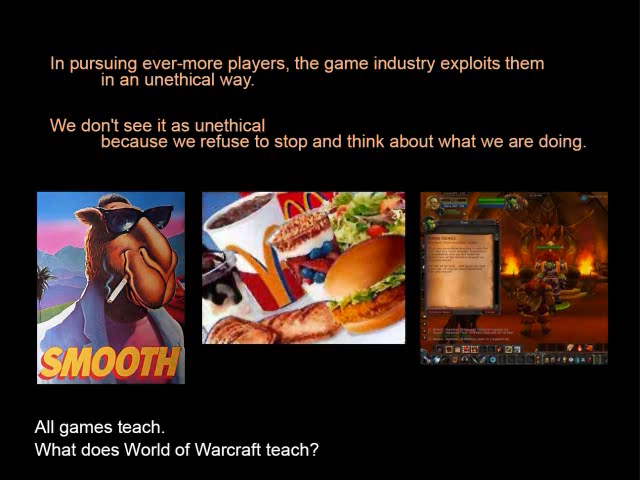 In pursuing ever-more players, the game industry exploits them
in an unethical way.
We don't see it as unethical
because we refuse to stop and think about what we are doing.
SMOOTH
All games teach.
What does World of Warcraft teach?